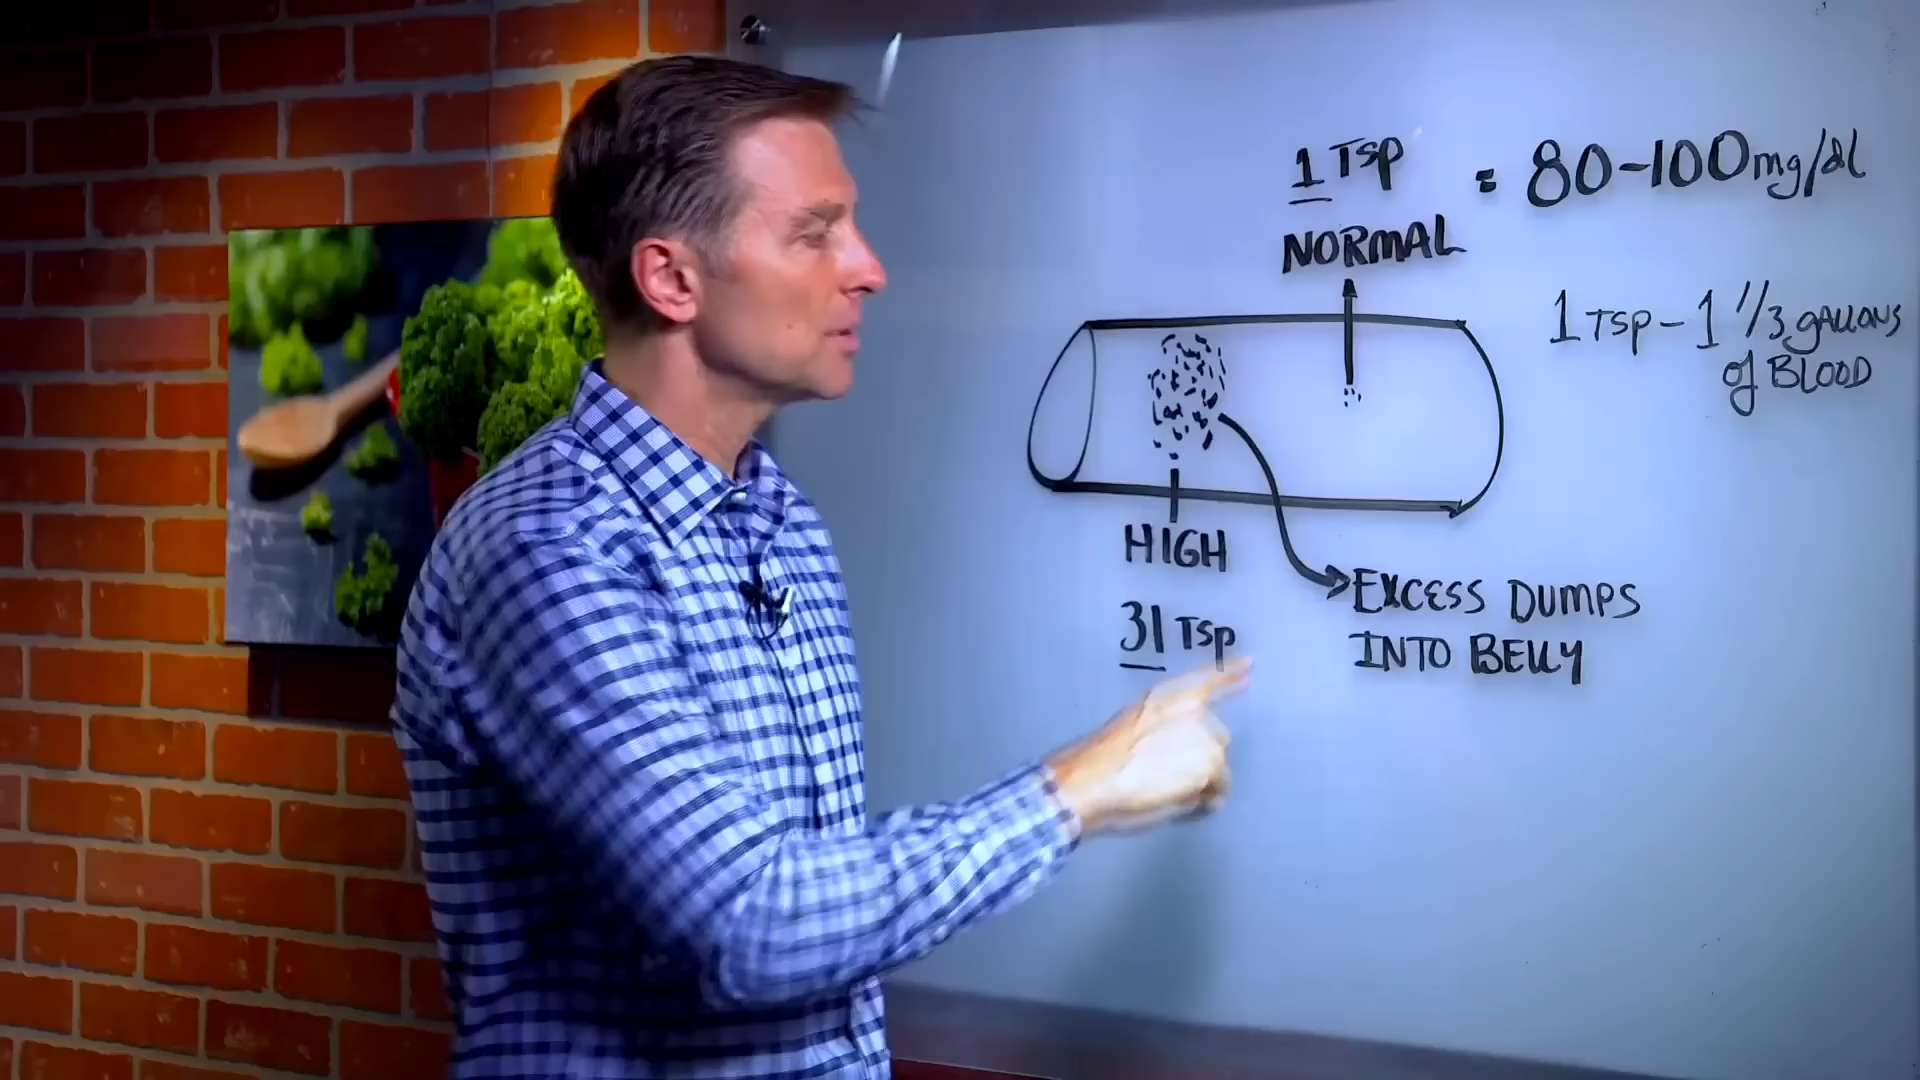 1 Tsp = 80-100mg/dl
NORMAL
1 TSP - 1 1/3 gALLONS
of BLOOD
HIGH
31 Tsp
EXCESS DUMPS
INTO BELLY